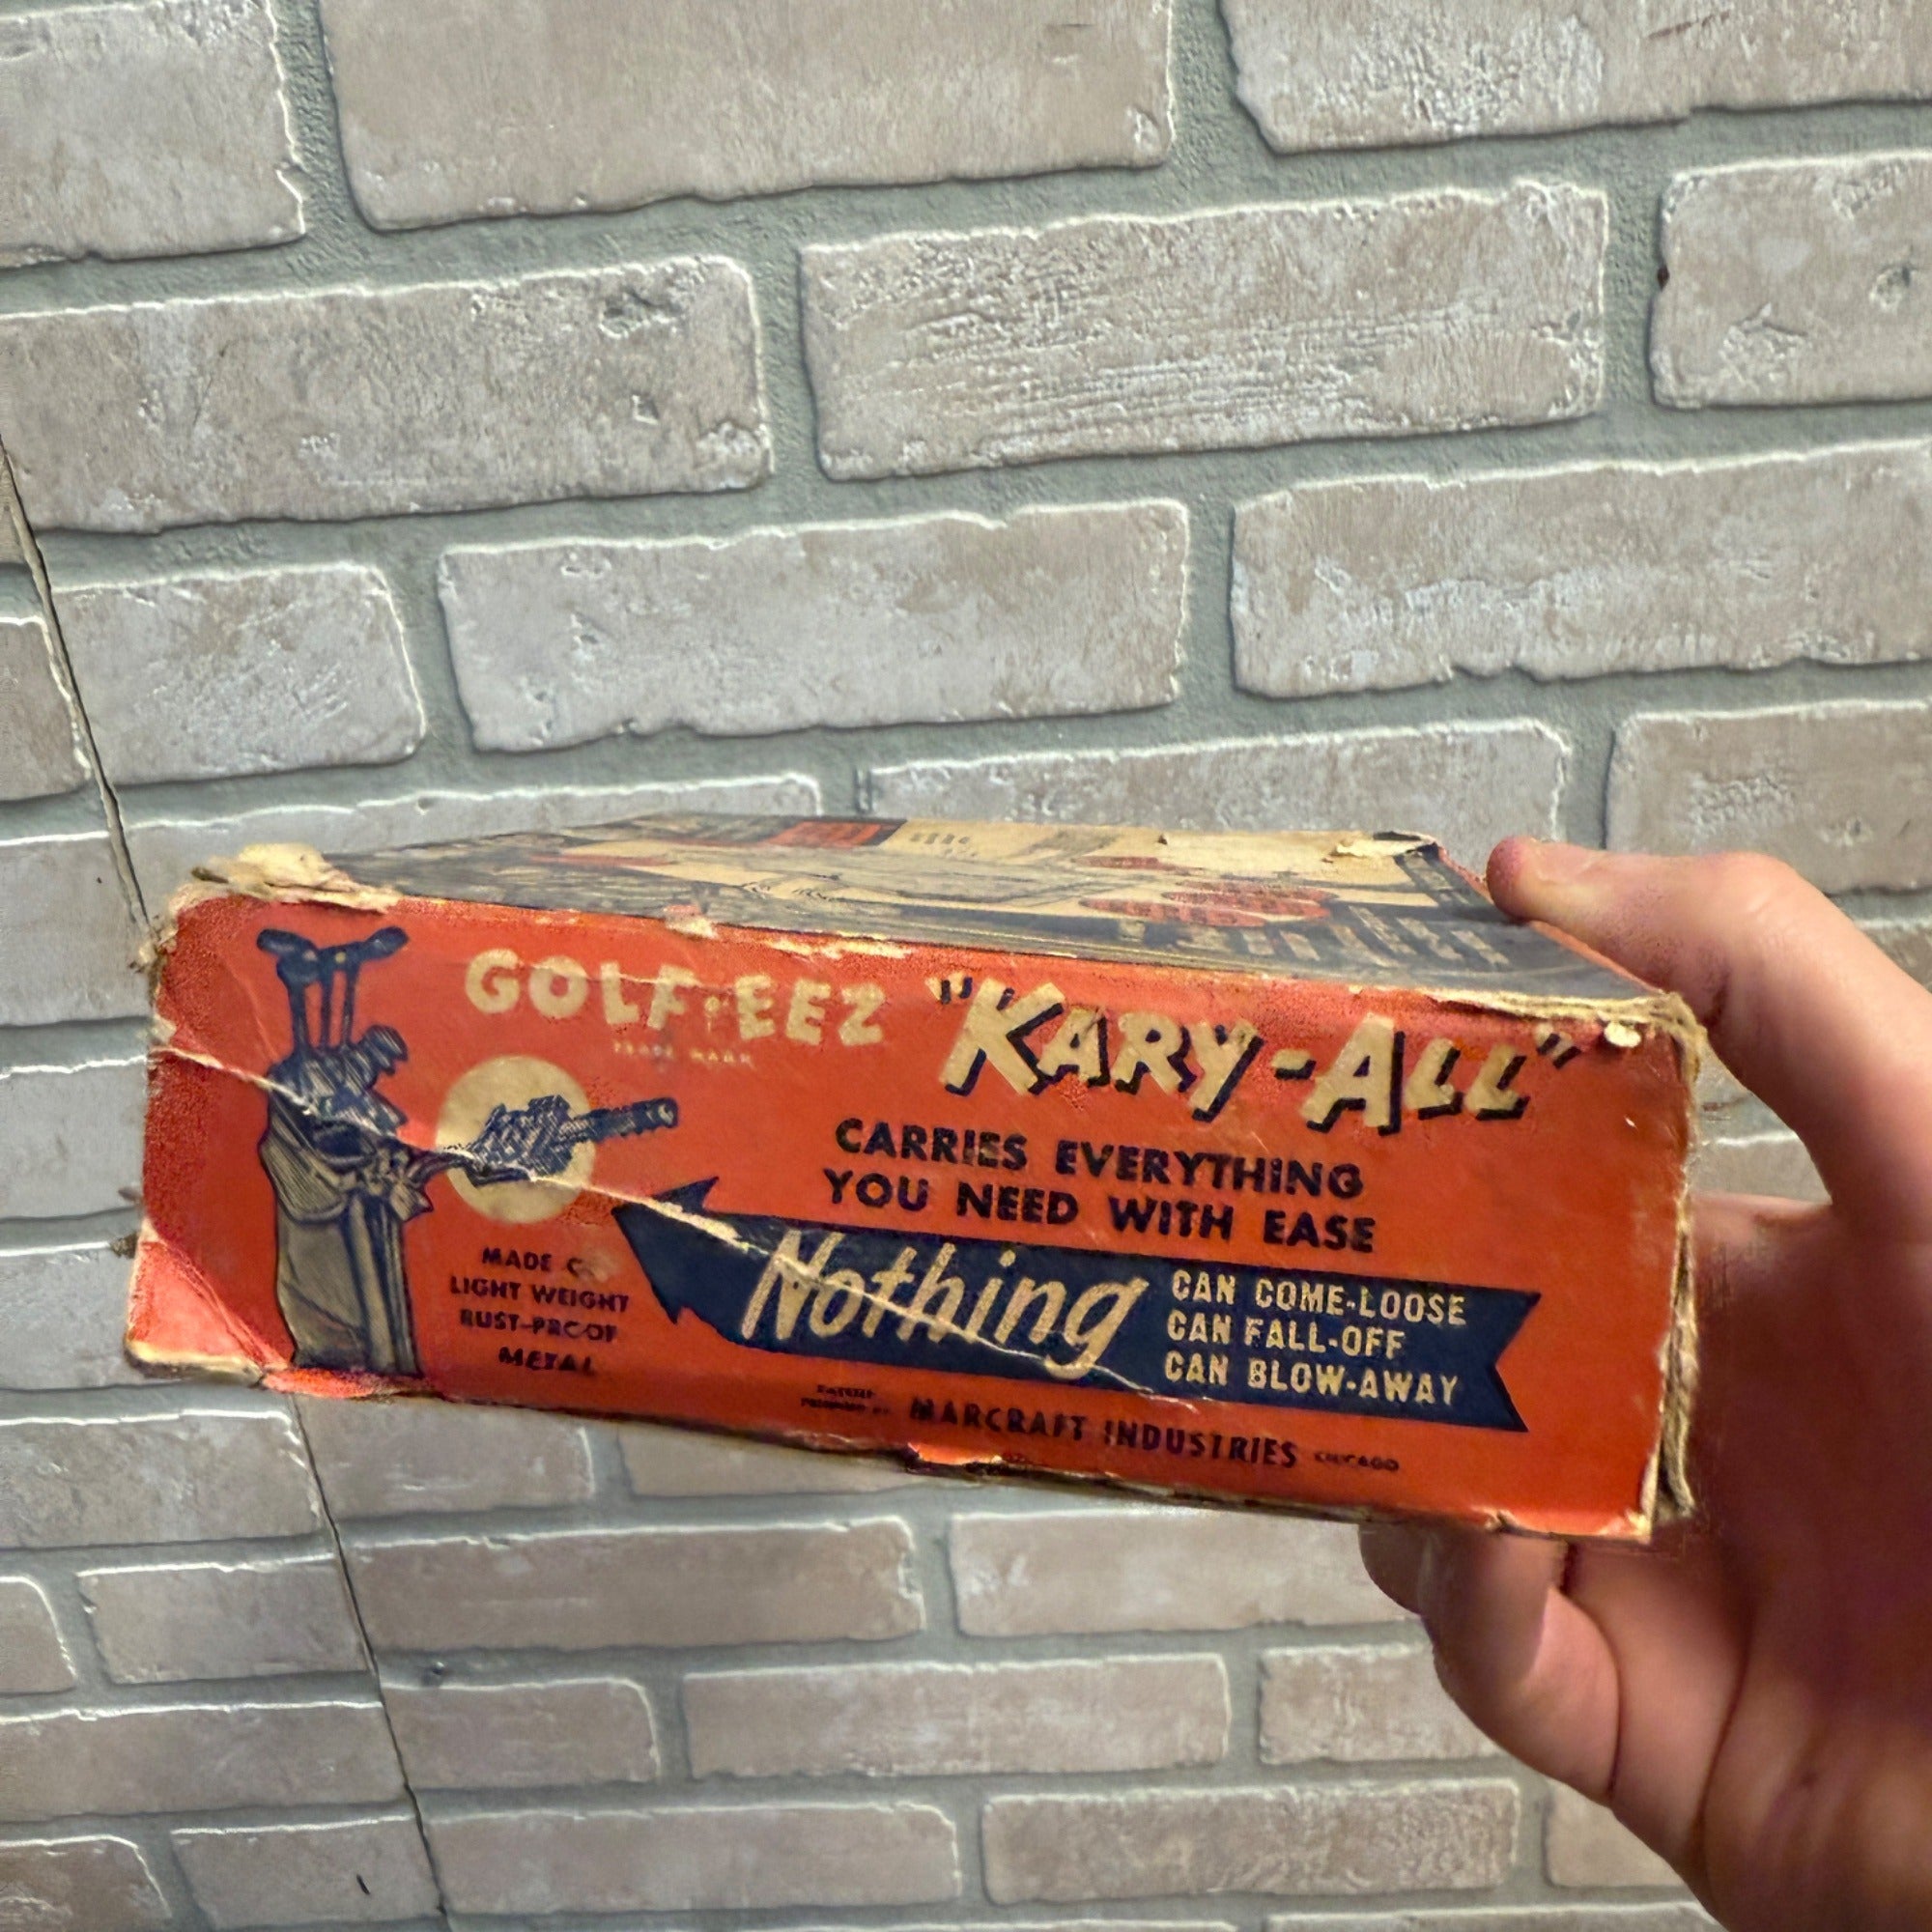 GOLF-EEZ "KARY-ALL"
TRADE MARK
CARRIES EVERYTHING
YOU NEED WITH EASE
MADE O
LIGHT WEIGHT
RUST-PROOF
METAL
Nothing
CAN COME-LOOSE
CAN FALL-OFF
CAN BLOW-AWAY
PATENT
MARCRAFT INDUSTRIES CHICAGO